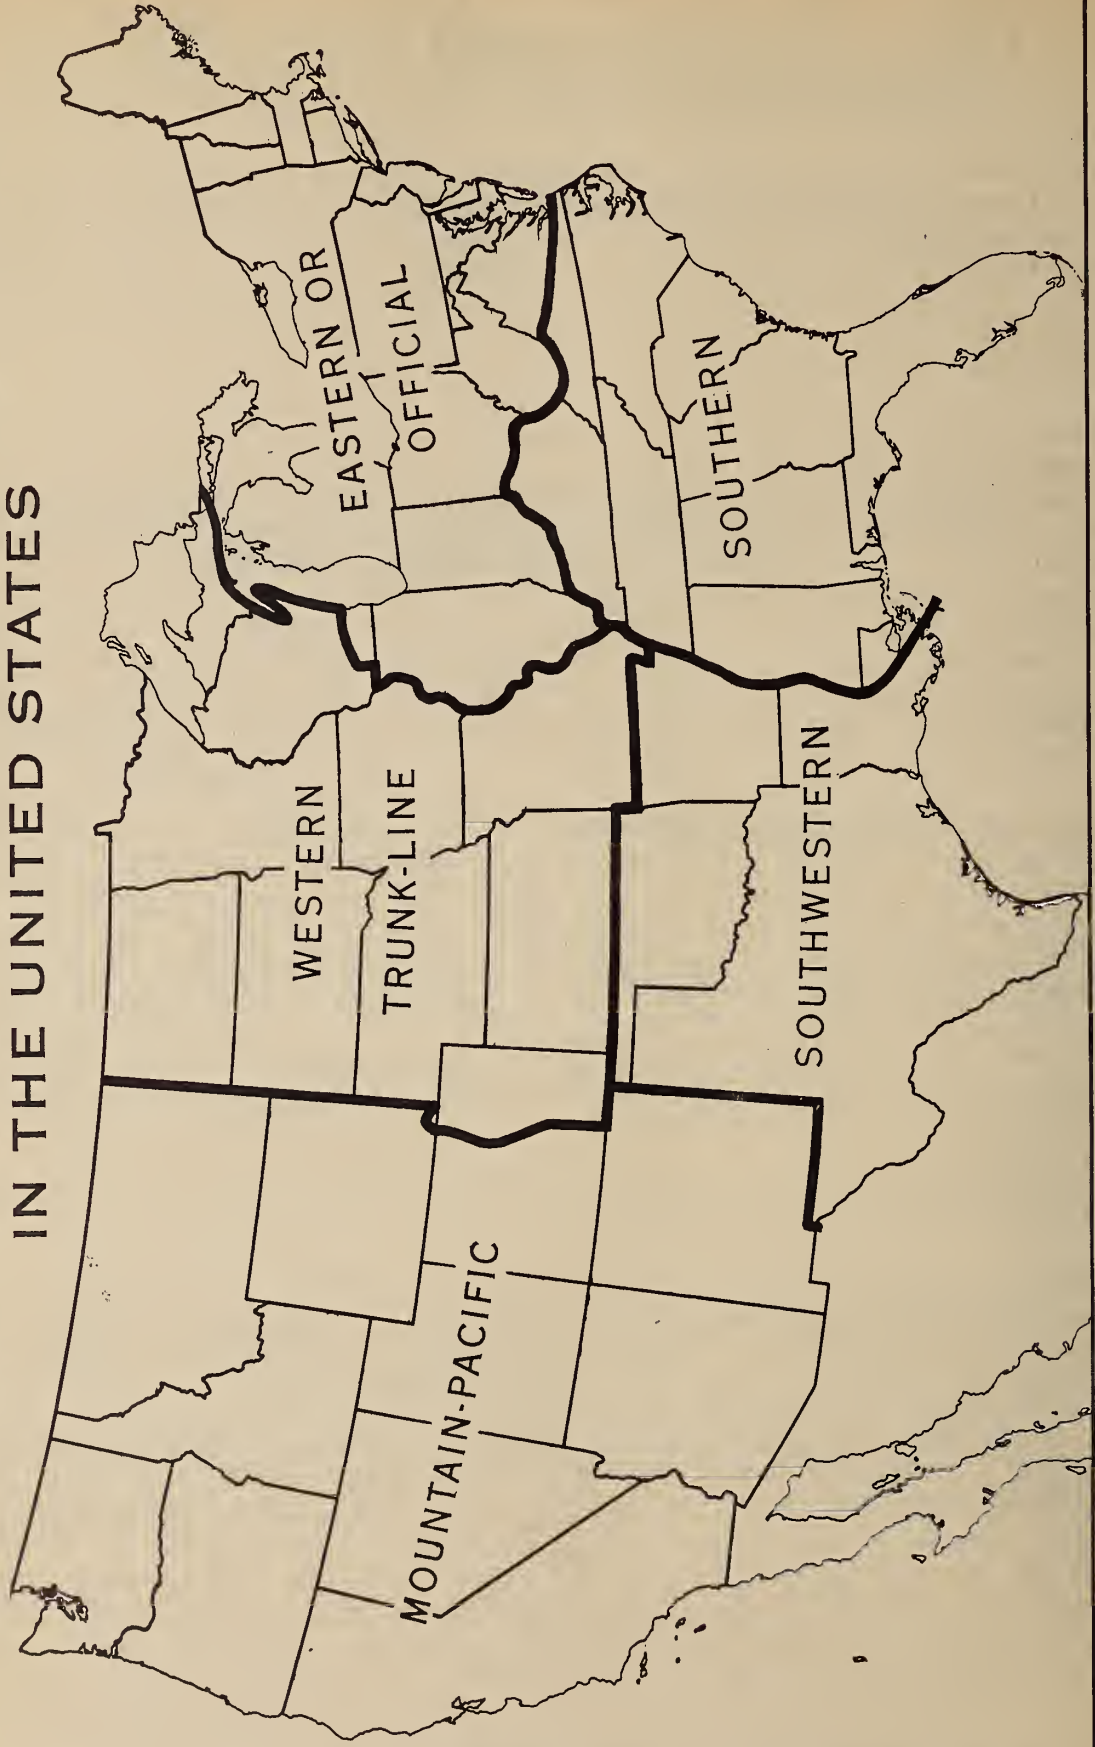 IN THE UNITED STATES
WESTERN
TRUNK-LINE
EASTERN OR
OFFICIAL
MOUNTAIN-PACIFIC
SOUTHERN
SOUTHWESTERN